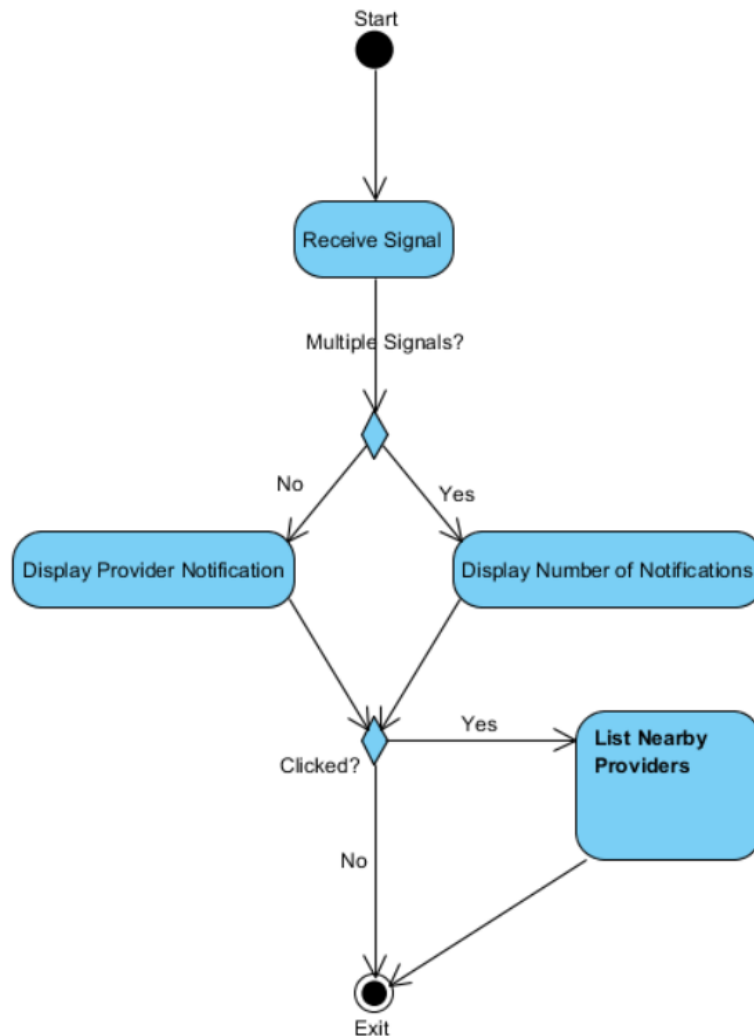 Start
Receive Signal
Multiple Signals?
No
Yes
Display Provider Notification
Display Number of Notifications
Yes
List Nearby
Providers
Clicked?
No
Exit